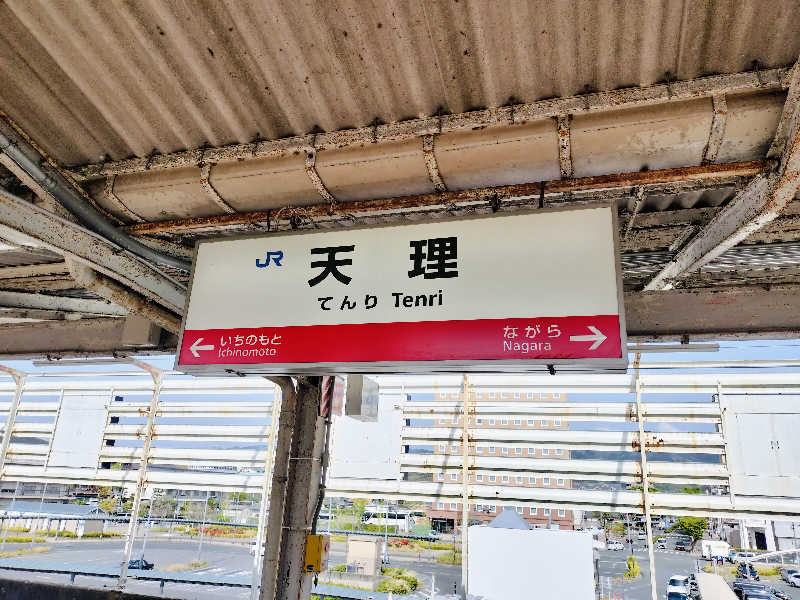 JR 天理
てんり Tenri
← いちのもと ながら →
Ichinomoto Nagara